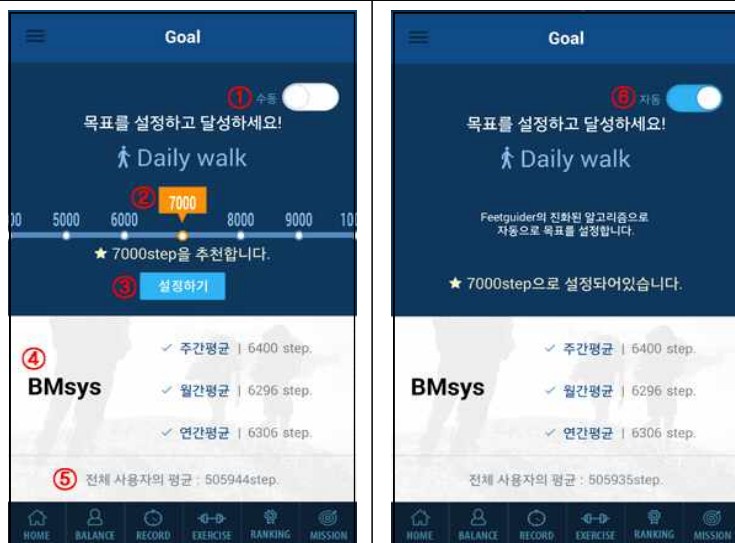 Goal
① 수동
목표를 설정하고 달성하세요!
Daily walk
② 7000
00 5000 6000 8000 9000 10
★ 7000step을 추천합니다.
③ 설정하기
④
BMsys
✓ 주간평균 | 6400 step.
✓ 월간평균 | 6296 step.
✓ 연간평균 | 6306 step.
⑤ 전체 사용자의 평균 : 505944step.
HOME BALANCE RECORD EXERCISE RANKING MISSION
Goal
⑥ 자동
목표를 설정하고 달성하세요!
Daily walk
Feetguider의 진화된 알고리즘으로
자동으로 목표를 설정합니다.
★ 7000step으로 설정되어있습니다.
BMsys
✓ 주간평균 | 6400 step.
✓ 월간평균 | 6296 step.
✓ 연간평균 | 6306 step.
전체 사용자의 평균 : 505935step.
HOME BALANCE RECORD EXERCISE RANKING MISSION